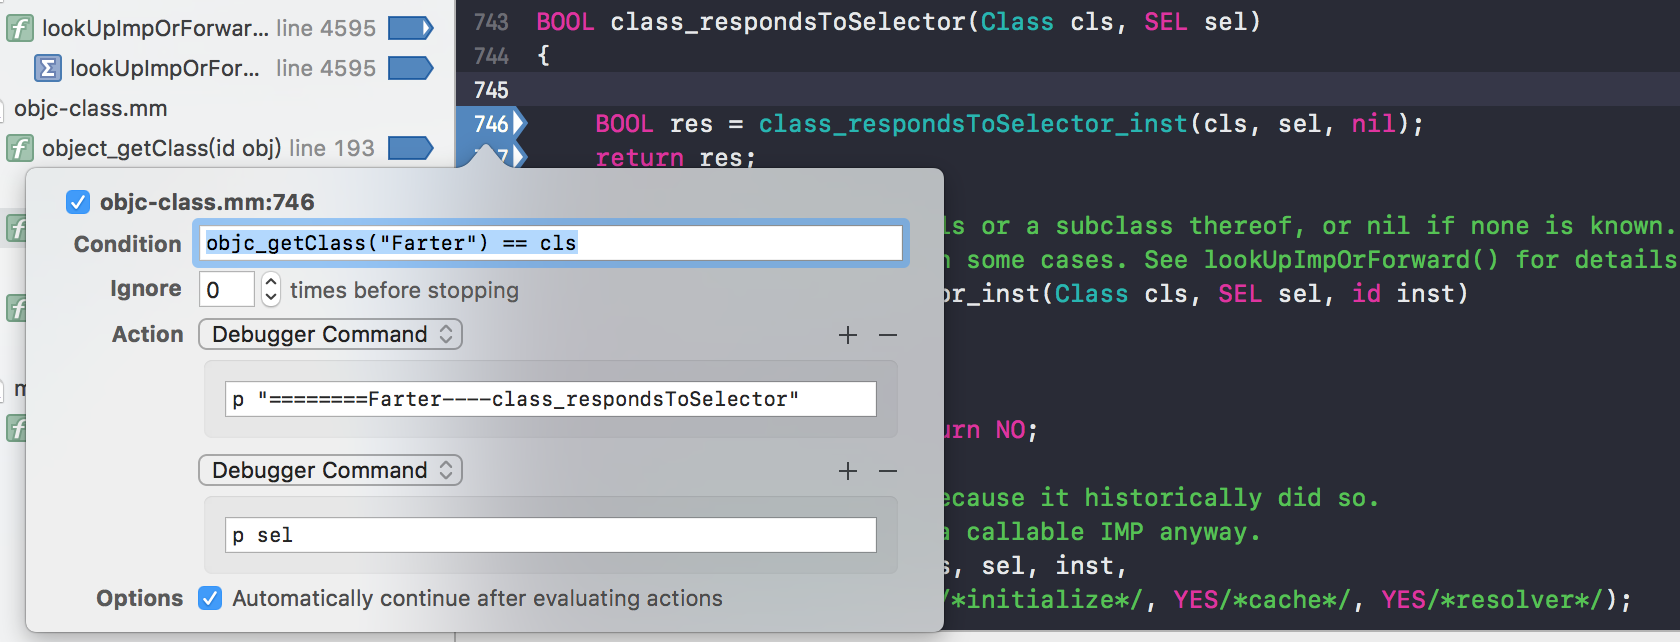 lookUpImpOrForwar... line 4595
lookUpImpOrFor... line 4595
objc-class.mm
object_getClass(id obj) line 193
743 BOOL class_respondsToSelector(Class cls, SEL sel)
744 {
745
746 BOOL res = class_respondsToSelector_inst(cls, sel, nil);
return res;
objc-class.mm:746
Condition objc_getClass("Farter") == cls
Ignore 0 times before stopping
Action Debugger Command
p "========Farter----class_respondsToSelector"
Debugger Command
p sel
Options Automatically continue after evaluating actions
ls or a subclass thereof, or nil if none is known.
n some cases. See lookUpImpOrForward() for details
or_inst(Class cls, SEL sel, id inst)
urn NO;
ecause it historically did so.
a callable IMP anyway.
s, sel, inst,
/*initialize*/, YES/*cache*/, YES/*resolver*/);